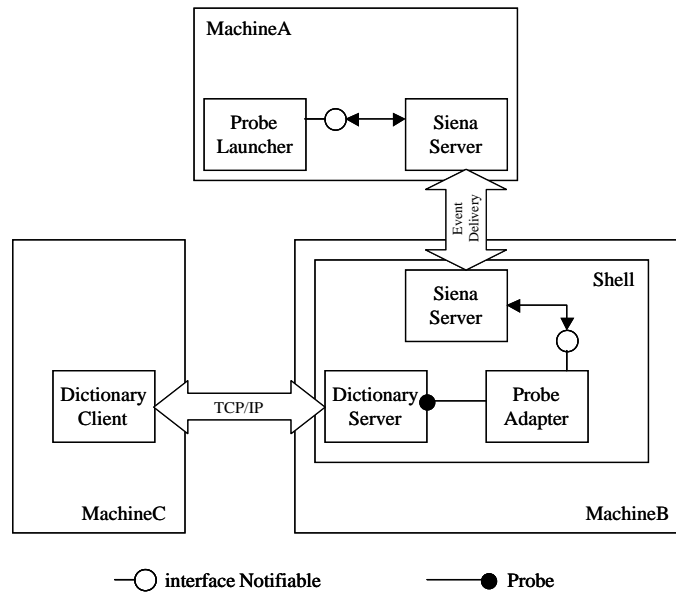 MachineA
Probe
Launcher
Siena
Server
Event
Delivery
Siena
Server
Shell
Dictionary
Client
TCP/IP
Dictionary
Server
Probe
Adapter
MachineC
MachineB
interface Notifiable
Probe